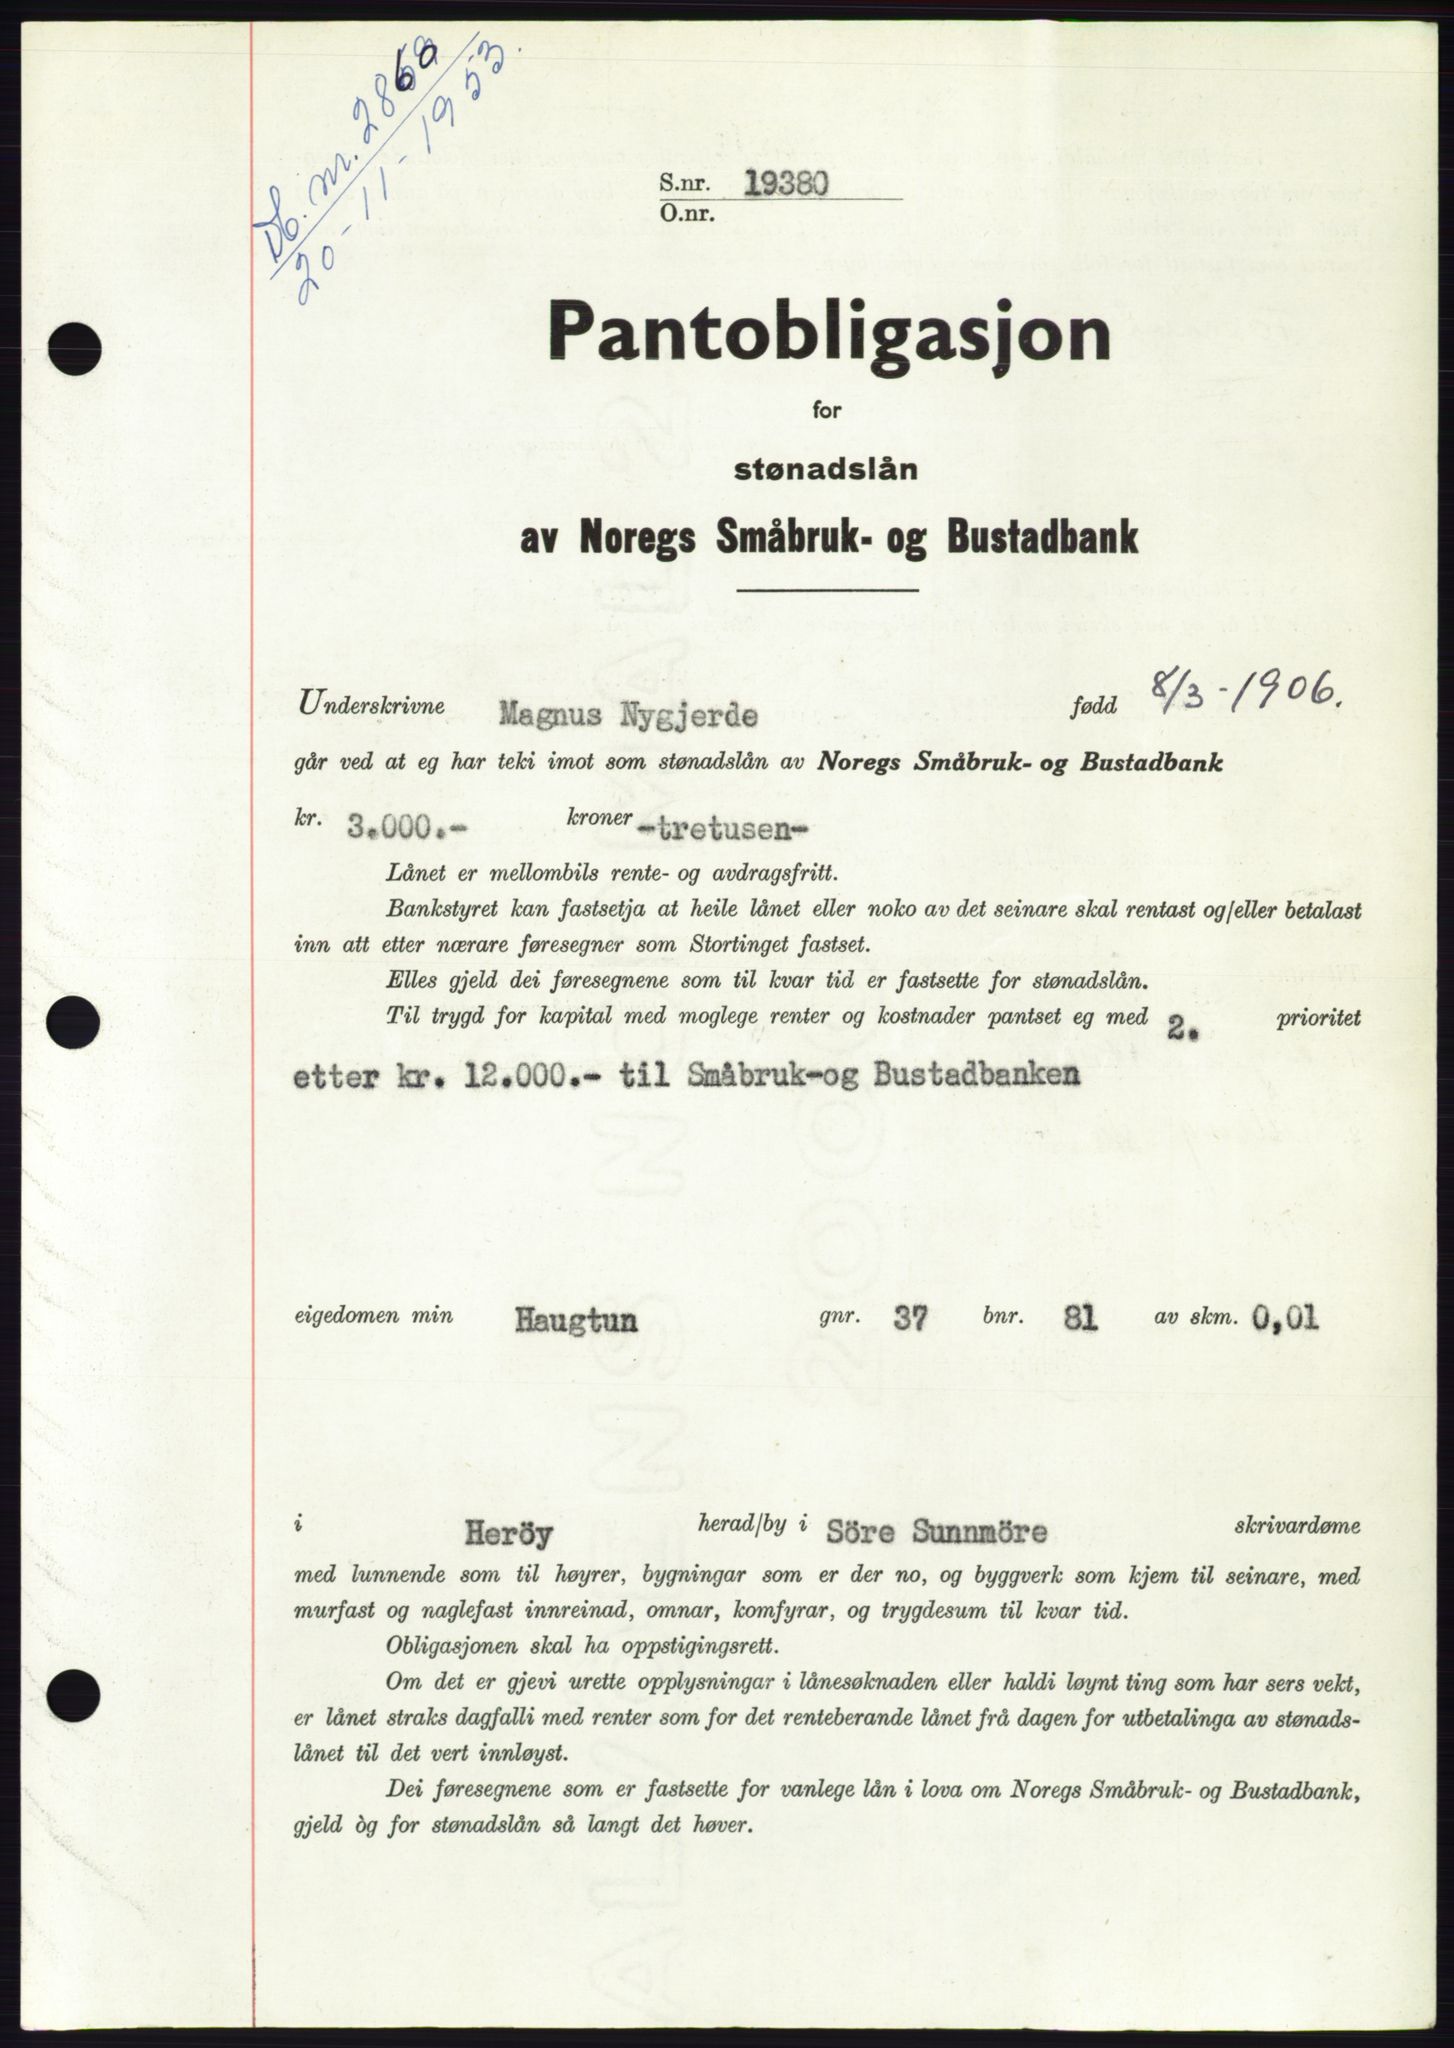 Db. nr. 2860
20-11-1953.
S.nr. 19380
O.nr.
Pantobligasjon
for
stønadslån
av Noregs Småbruk- og Bustadbank
Underskrivne Magnus Nygjerde fødd 8/3-1906.
går ved at eg har teki imot som stønadslån av Noregs Småbruk- og Bustadbank
kr. 3.000.- kroner -tretusen-
Lånet er mellombils rente- og avdragsfritt.
Bankstyret kan fastsetja at heile lånet eller noko av det seinare skal rentast og/eller betalast
inn att etter nærare føresegner som Stortinget fastset.
Elles gjeld dei føresegnene som til kvar tid er fastsette for stønadslån.
Til trygd for kapital med moglege renter og kostnader pantset eg med 2. prioritet
etter kr. 12.000.- til Småbruk-og Bustadbanken
eigedomen min Haugtun gnr. 37 bnr. 81 av skm. 0,01
i Heröy herad/by i Söre Sunnmöre skrivardøme
med lunnende som til høyrer, bygningar som er der no, og byggverk som kjem til seinare, med
murfast og naglefast innreinad, omnar, komfyrar, og trygdesum til kvar tid.
Obligasjonen skal ha oppstigingsrett.
Om det er gjevi urette opplysningar i lånesøknaden eller haldi løynt ting som har sers vekt,
er lånet straks dagfalli med renter som for det renteberande lånet frå dagen for utbetalinga av stønads-
lånet til det vert innløyst.
Dei føresegnene som er fastsette for vanlege lån i lova om Noregs Småbruk- og Bustadbank,
gjeld òg for stønadslån så langt det høver.